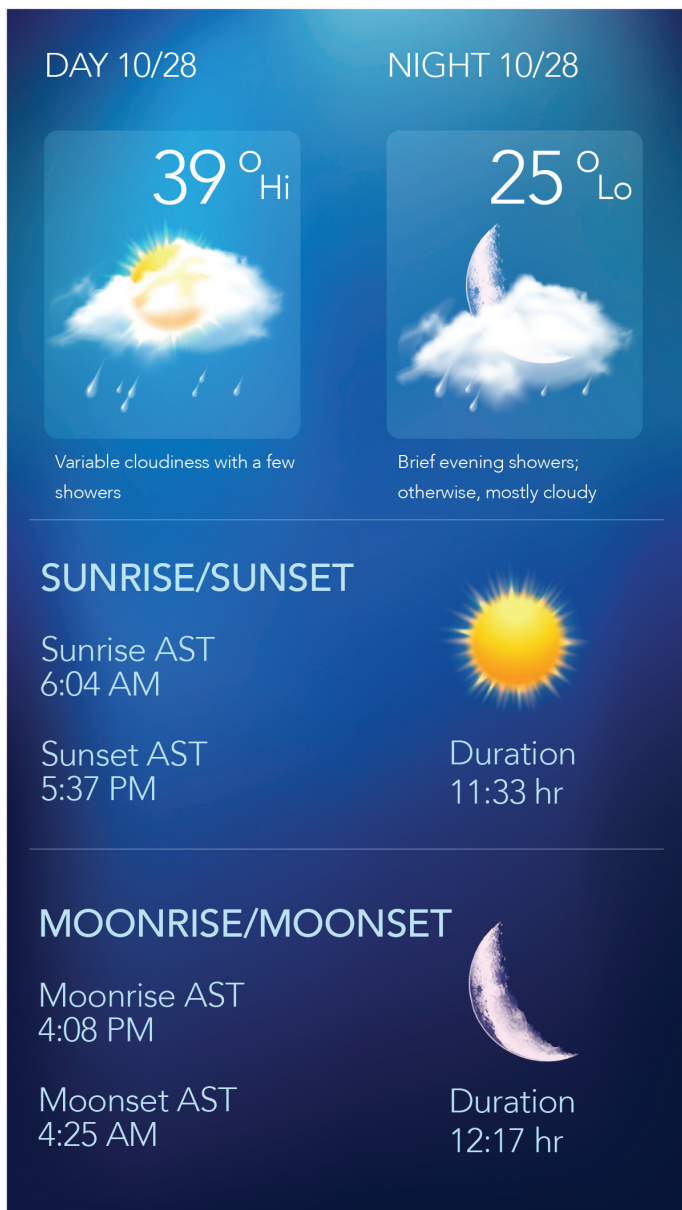 DAY 10/28
NIGHT 10/28
39 °Hi
25 °Lo
Variable cloudiness with a few
showers
Brief evening showers;
otherwise, mostly cloudy
SUNRISE/SUNSET
Sunrise AST
6:04 AM
Sunset AST
5:37 PM
Duration
11:33 hr
MOONRISE/MOONSET
Moonrise AST
4:08 PM
Moonset AST
4:25 AM
Duration
12:17 hr